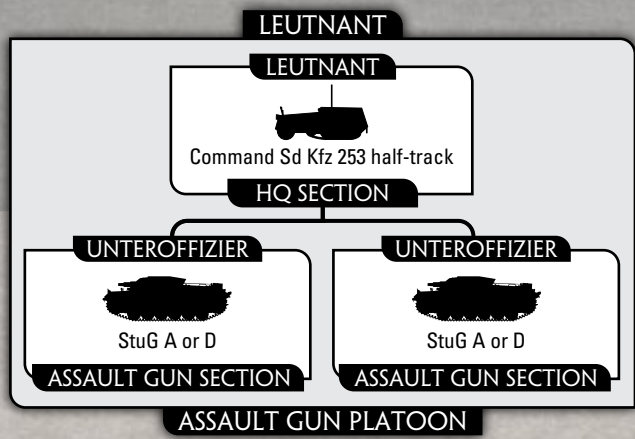 LEUTNANT
LEUTNANT
Command Sd Kfz 253 half-track
HQ SECTION
UNTEROFFIZIER
StuG A or D
ASSAULT GUN SECTION
UNTEROFFIZIER
StuG A or D
ASSAULT GUN SECTION
ASSAULT GUN PLATOON